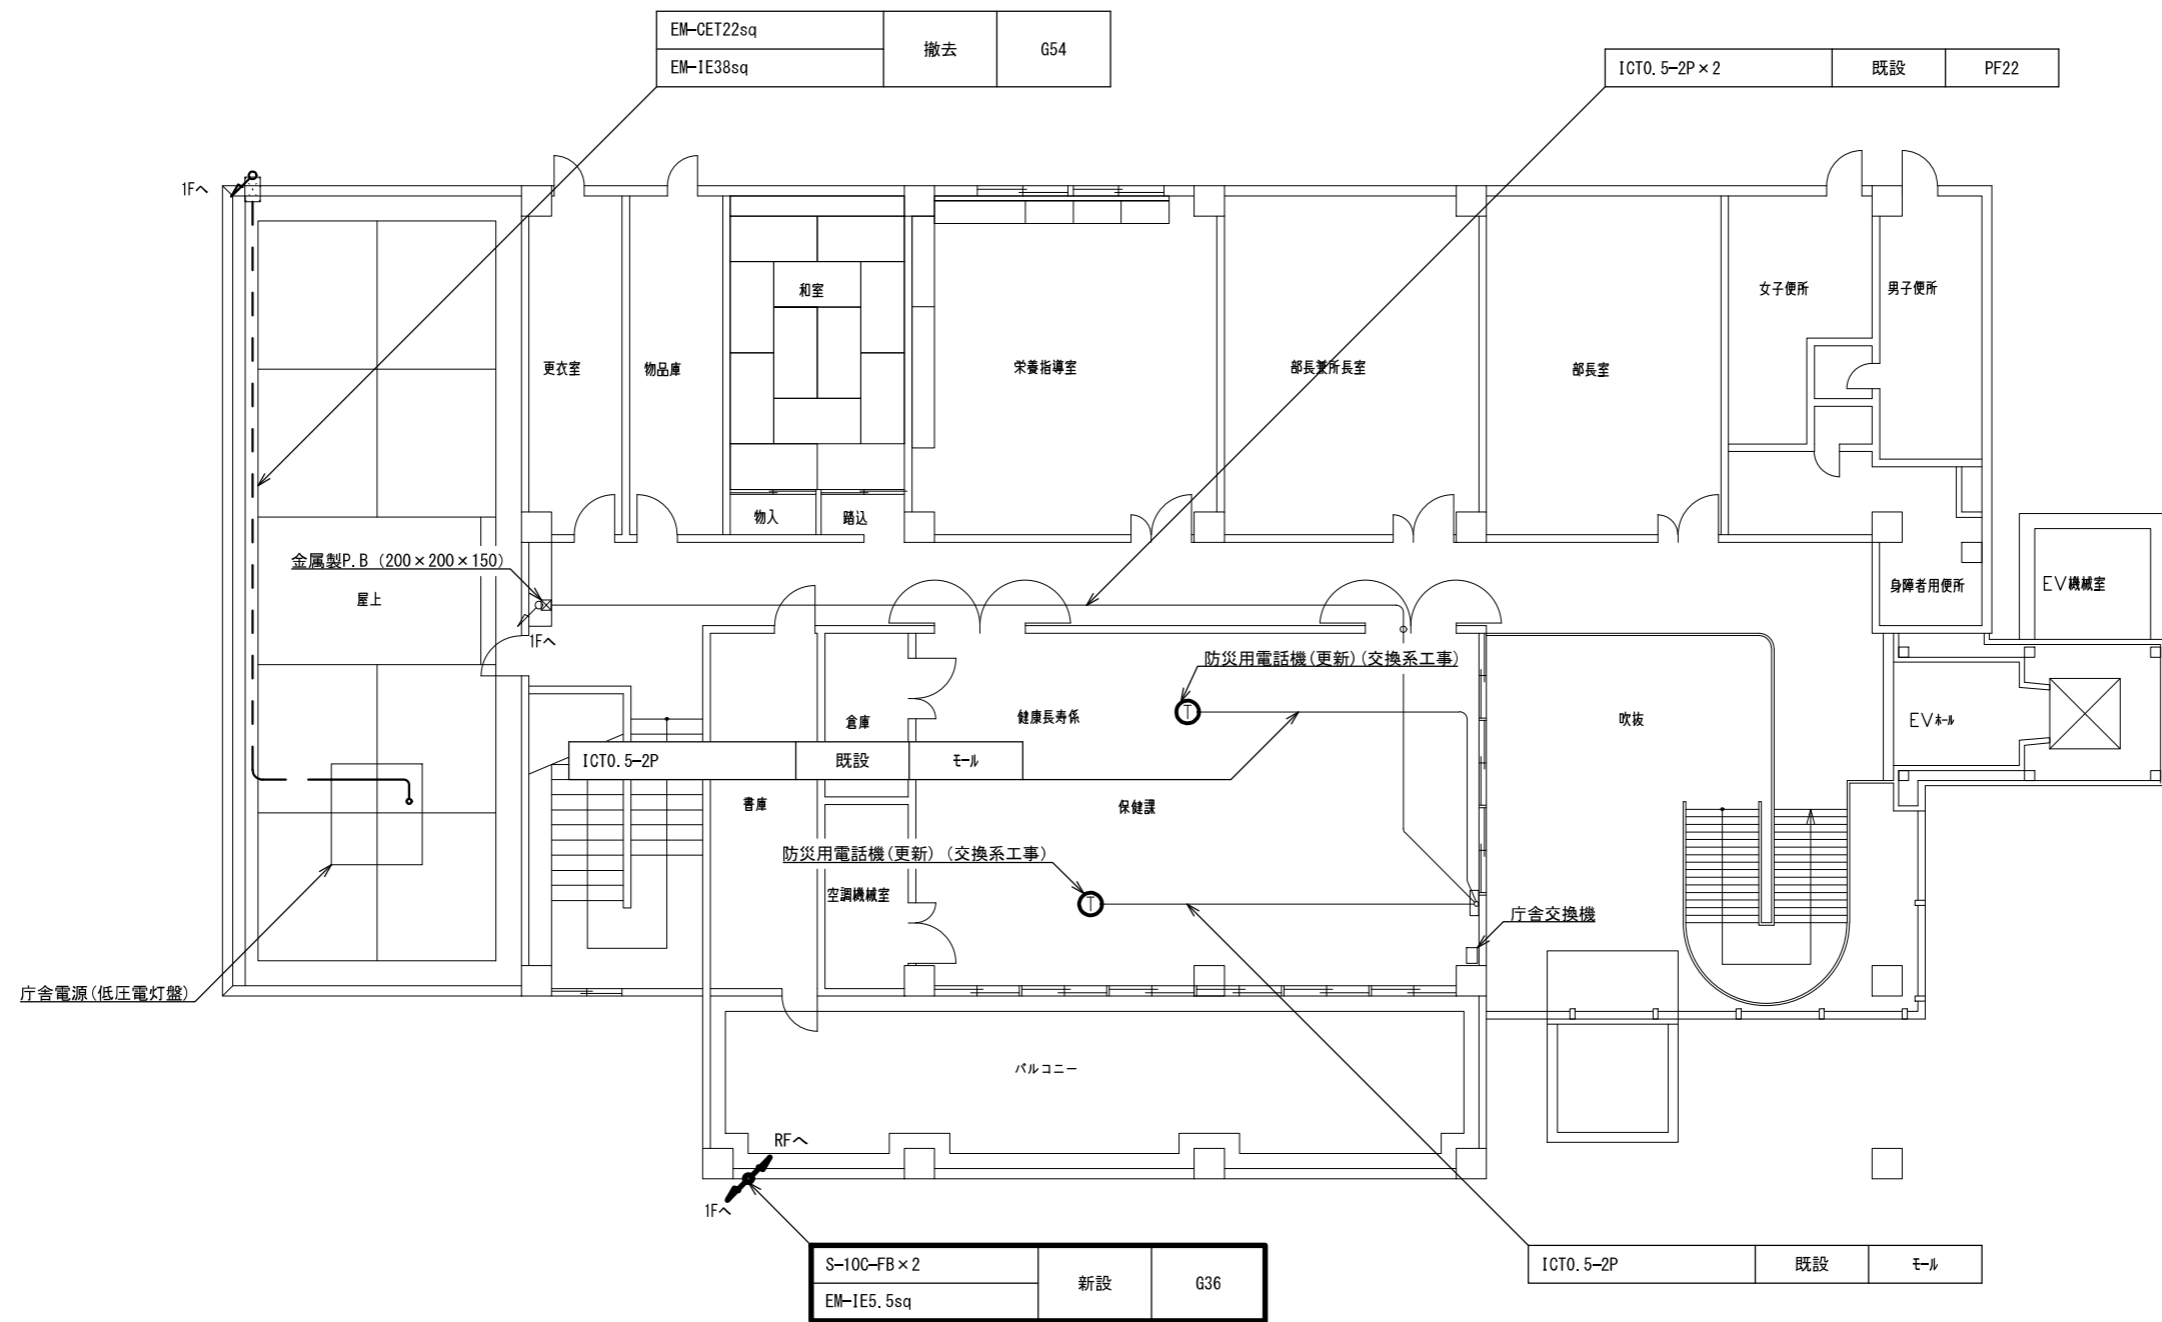 EM-CET22sq
撤去
G54
EM-IE38sq
ICT0.5-2P×2
既設
PF22
1Fへ
和室
女子便所
男子便所
更衣室
物品庫
栄養指導室
部長兼所長室
部長室
物入
踏込
金属製P.B (200×200×150)
屋上
1Fへ
身障者用便所
EV機械室
防災用電話機(更新)(交換系工事)
倉庫
健康長寿係
吹抜
EVホール
ICT0.5-2P
既設
モール
書庫
保健課
防災用電話機(更新) (交換系工事)
空調機械室
庁舎交換機
庁舎電源(低圧電灯盤)
バルコニー
RFへ
1Fへ
S-10C-FB×2
新設
G36
EM-IE5.5sq
ICT0.5-2P
既設
モール
T
T